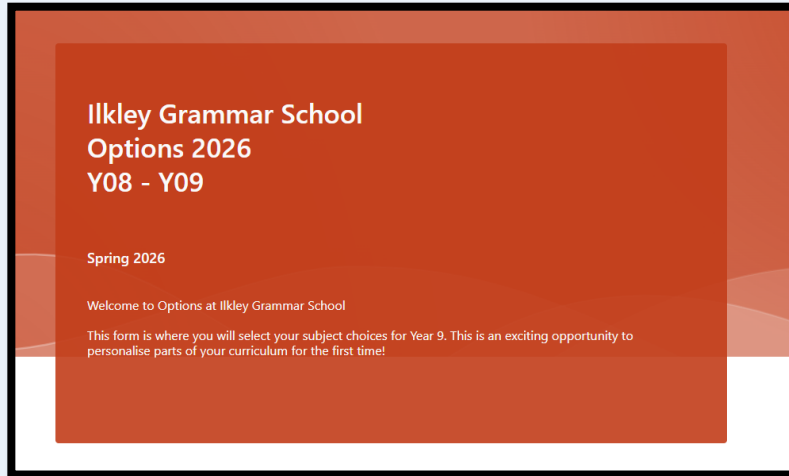 Ilkley Grammar School
Options 2026
Y08 - Y09
Spring 2026
Welcome to Options at Ilkley Grammar School
This form is where you will select your subject choices for Year 9. This is an exciting opportunity to
personalise parts of your curriculum for the first time!